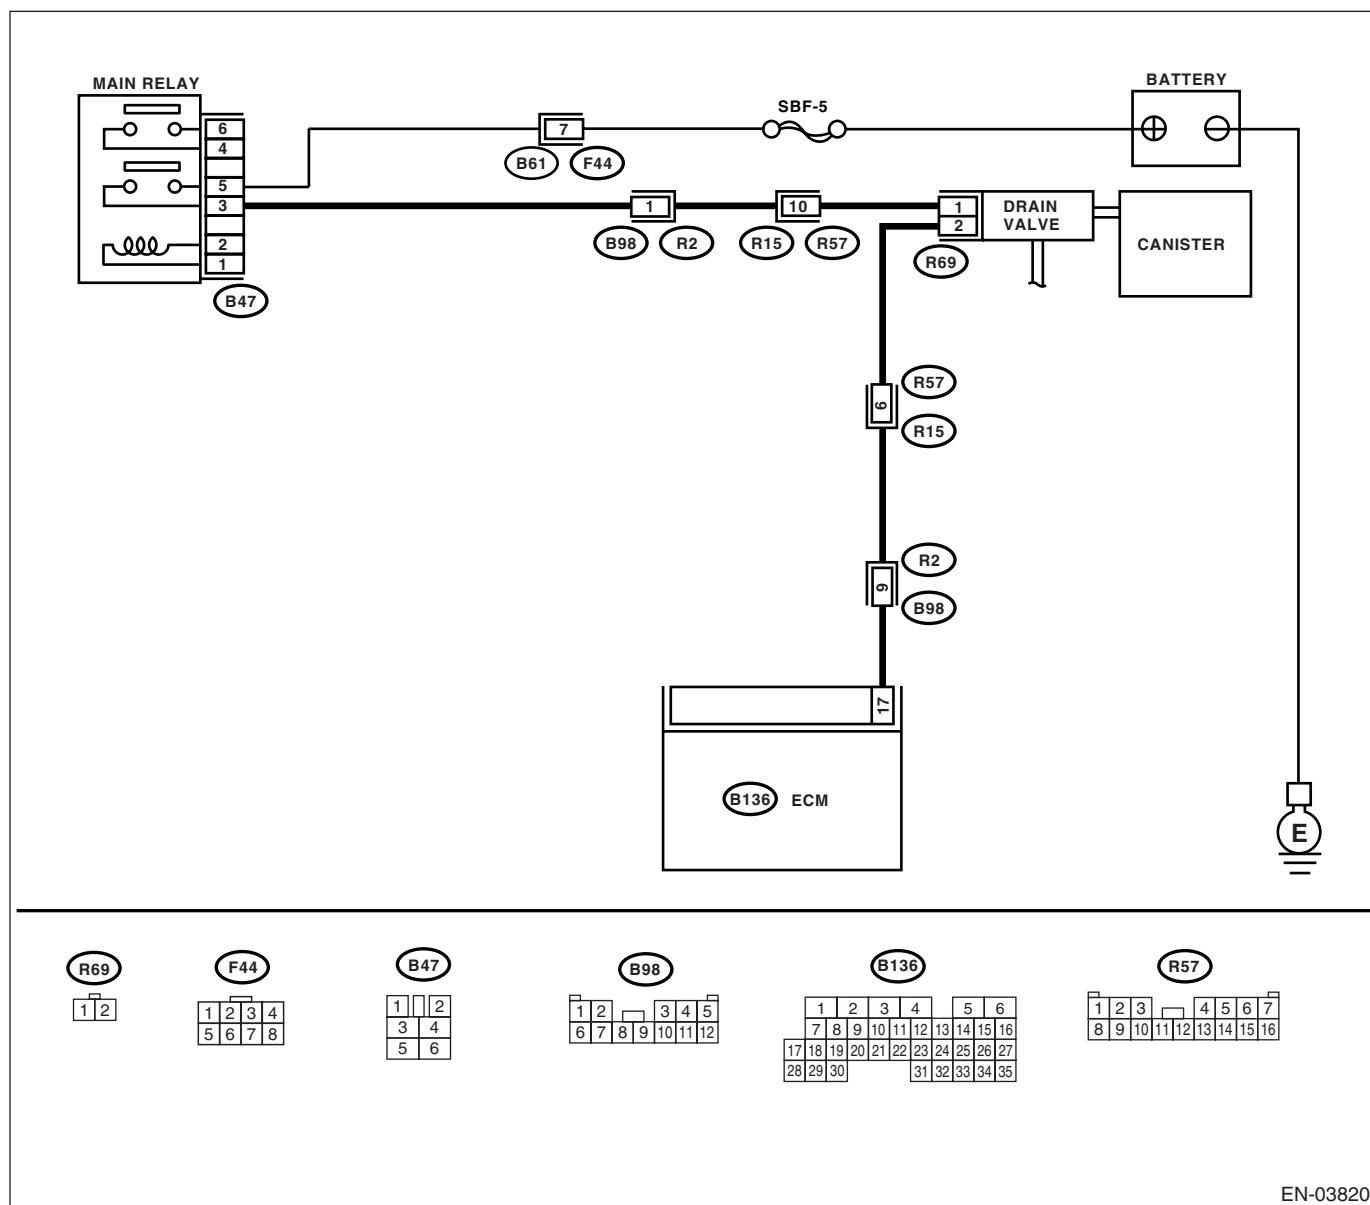 MAIN RELAY
BATTERY
SBF-5
6
4
5
3
2
1
B47
7
B61 F44
1
B98 R2
10
R15 R57
1
2
DRAIN
VALVE
R69
CANISTER
R57
6
R15
R2
9
B98
17
B136 ECM
E
R69
1 2
F44
1 2 3 4
5 6 7 8
B47
1 2
3 4
5 6
B98
1 2 3 4 5
6 7 8 9 10 11 12
B136
1 2 3 4 5 6
7 8 9 10 11 12 13 14 15 16
17 18 19 20 21 22 23 24 25 26 27
28 29 30 31 32 33 34 35
R57
1 2 3 4 5 6 7
8 9 10 11 12 13 14 15 16
EN-03820